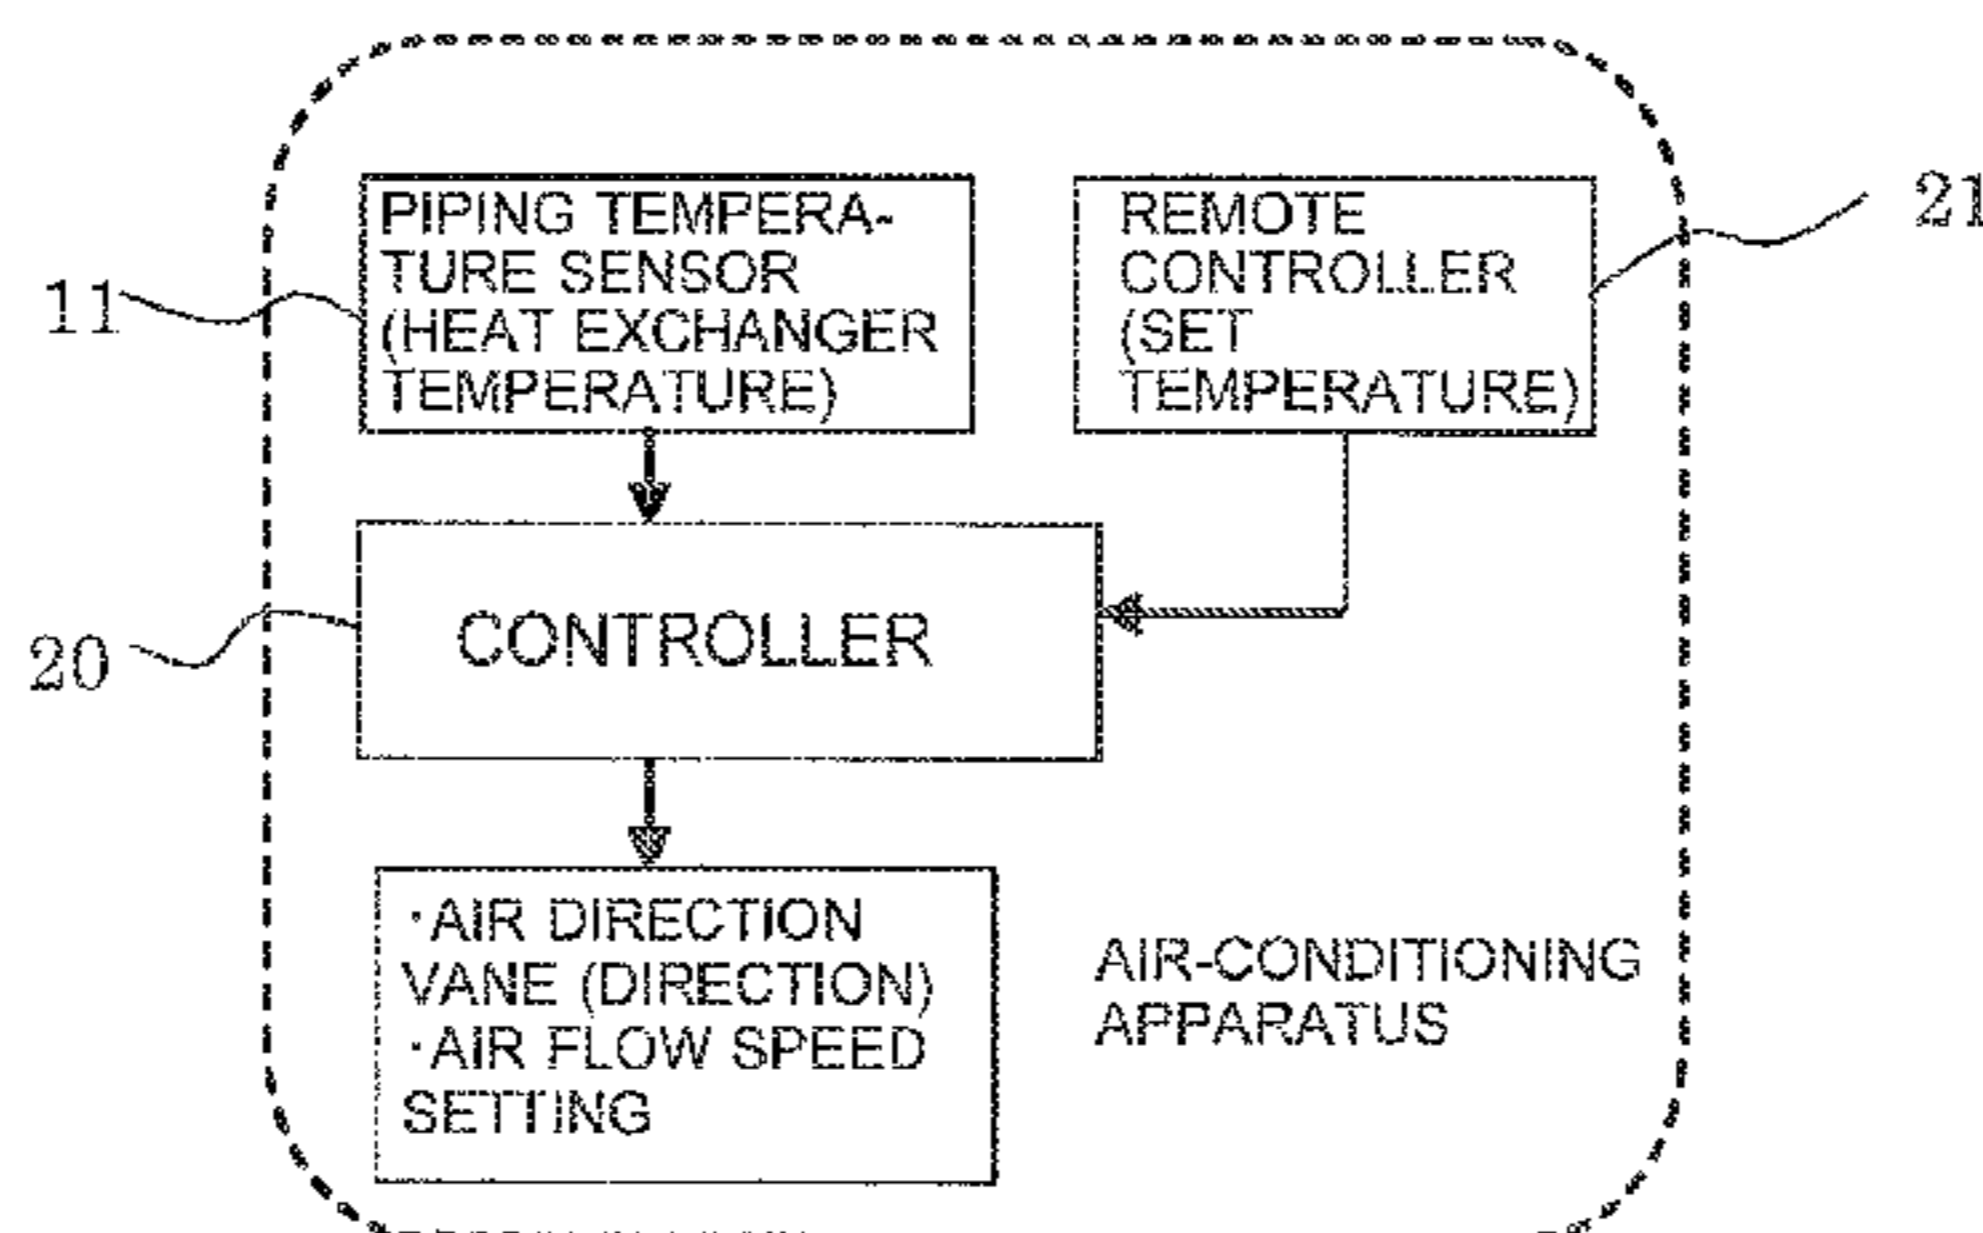 PIPING TEMPERA-
TURE SENSOR
(HEAT EXCHANGER
TEMPERATURE)
REMOTE
CONTROLLER
(SET
TEMPERATURE)
21
11
CONTROLLER
20
・AIR DIRECTION
VANE (DIRECTION)
・AIR FLOW SPEED
SETTING
AIR-CONDITIONING
APPARATUS